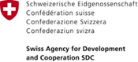 Schweizerische Eidgenossenschaft
Confédération suisse
Confederazione Svizzera
Confederaziun svizra
Swiss Agency for Development
and Cooperation SDC